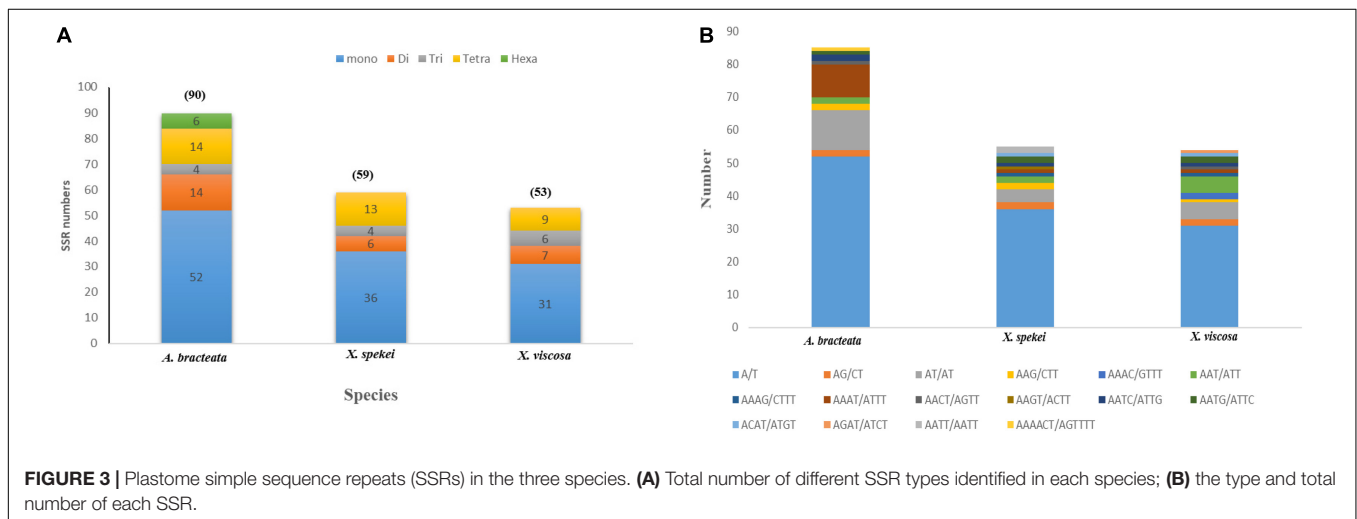 A
mono Di Tri Tetra Hexa
SSR numbers
100
90
80
70
60
50
40
30
20
10
0
(90)
6
14
4
14
52
(59)
13
4
6
36
(53)
9
6
7
31
A. bracteata X. spekei X. viscosa
Species
B
Number
90
80
70
60
50
40
30
20
10
0
A. bracteata X. spekei X. viscosa
A/T AG/CT AT/AT AAG/CTT AAAC/GTTT AAT/ATT
AAAG/CTTT AAAT/ATTT AACT/AGTT AAGT/ACTT AATC/ATTG AATG/ATTC
ACAT/ATGT AGAT/ATCT AATT/AATT AAAACT/AGTTTT
FIGURE 3 | Plastome simple sequence repeats (SSRs) in the three species. (A) Total number of different SSR types identified in each species; (B) the type and total
number of each SSR.